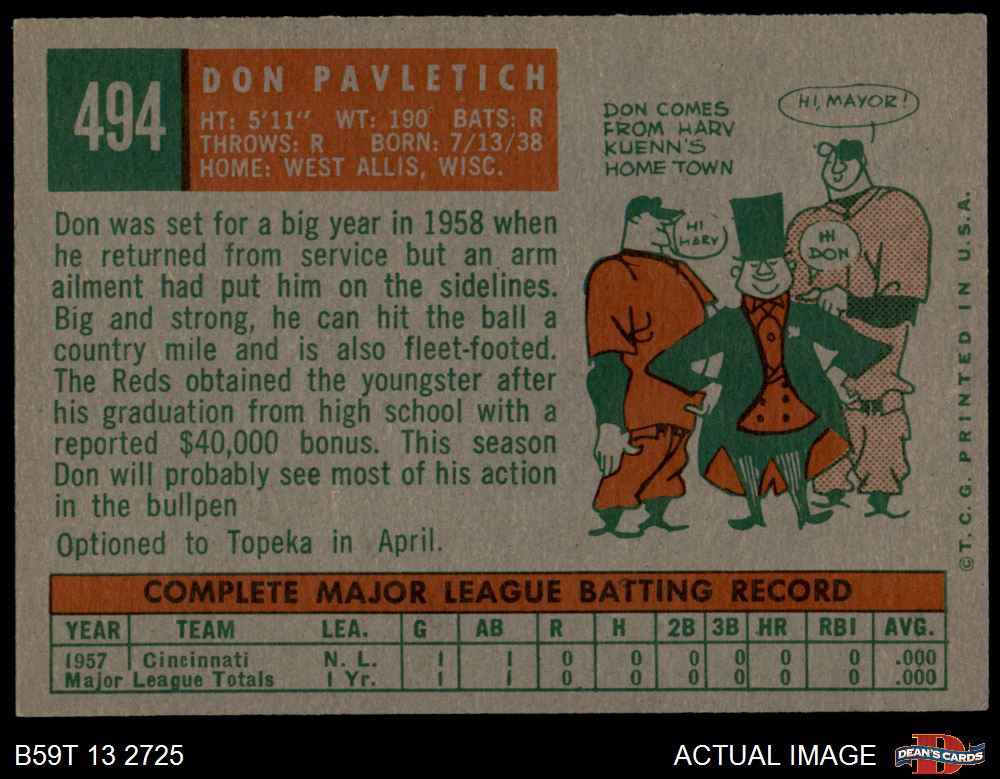 494
DON PAVLETICH
HT: 5'11" WT: 190 BATS: R
THROWS: R BORN: 7/13/38
HOME: WEST ALLIS, WISC.
Don was set for a big year in 1958 when
he returned from service but an arm
ailment had put him on the sidelines.
Big and strong, he can hit the ball a
country mile and is also fleet-footed.
The Reds obtained the youngster after
his graduation from high school with a
reported $40,000 bonus. This season
Don will probably see most of his action
in the bullpen
Optioned to Topeka in April.
DON COMES
FROM HARV
KUENN'S
HOME TOWN
HI, MAYOR!
HI
HARV
HI
DON
©T.C.G. PRINTED IN U.S.A.
COMPLETE MAJOR LEAGUE BATTING RECORD
YEAR TEAM LEA. G AB R H 2B 3B HR RBI AVG.
1957 Cincinnati N. L. 1 1 0 0 0 0 0 0 .000
Major League Totals 1 Yr. 1 1 0 0 0 0 0 0 .000
B59T 13 2725
ACTUAL IMAGE
DEAN'S CARDS